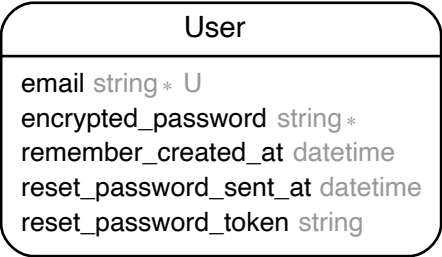 User
email string * U
encrypted_password string *
remember_created_at datetime
reset_password_sent_at datetime
reset_password_token string